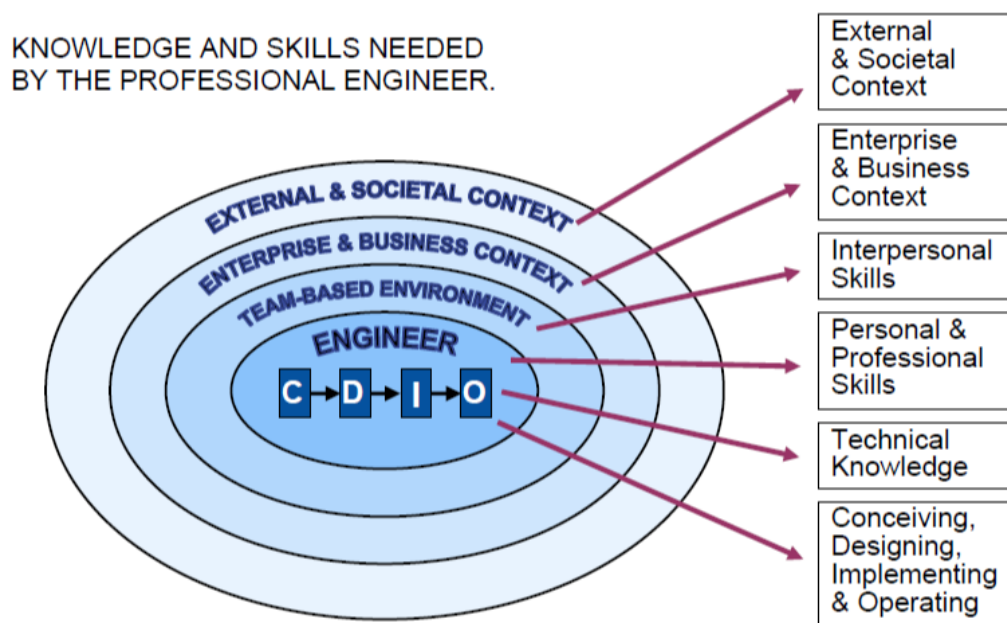 KNOWLEDGE AND SKILLS NEEDED
BY THE PROFESSIONAL ENGINEER.
EXTERNAL & SOCIETAL CONTEXT
ENTERPRISE & BUSINESS CONTEXT
TEAM-BASED ENVIRONMENT
ENGINEER
C D I O
External
& Societal
Context
Enterprise
& Business
Context
Interpersonal
Skills
Personal &
Professional
Skills
Technical
Knowledge
Conceiving,
Designing,
Implementing
& Operating